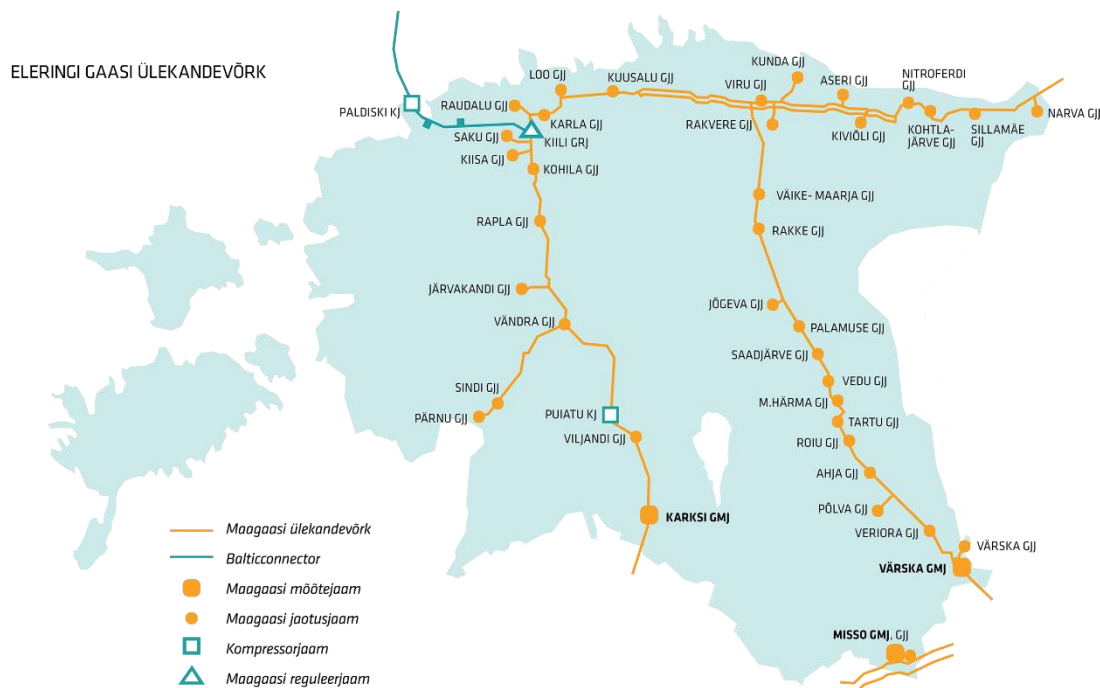 ELERINGI GAASI ÜLEKANDEVÕRK
PALDISKI KJ
RAUDALU GJJ
LOO GJJ
KUUSALU GJJ
KARLA GJJ
KIILI GRJ
SAKU GJJ
KIISA GJJ
KOHILA GJJ
RAPLA GJJ
JÄRVAKANDI GJJ
VÄNDRA GJJ
SINDI GJJ
PÄRNU GJJ
PUIATU KJ
VILJANDI GJJ
KARKSI GMJ
VIRU GJJ
KUNDA GJJ
RAKVERE GJJ
ASERI GJJ
KIVIÕLI GJJ
NITROFERDI
GJJ
KOHTLA-
JÄRVE GJJ
SILLAMÄE
GJJ
NARVA GJJ
VÄIKE- MAARJA GJJ
RAKKE GJJ
JÕGEVA GJJ
PALAMUSE GJJ
SAADJÄRVE GJJ
VEDU GJJ
M.HÄRMA GJJ
TARTU GJJ
ROIU GJJ
AHJA GJJ
PÕLVA GJJ
VERIORA GJJ
VÄRSKA GJJ
VÄRSKA GMJ
MISSO GMJ, GJJ
Maagaasi ülekandevõrk
Balticconnector
Maagaasi mõõtejaam
Maagaasi jaotusjaam
Kompressorjaam
Maagaasi reguleerjaam